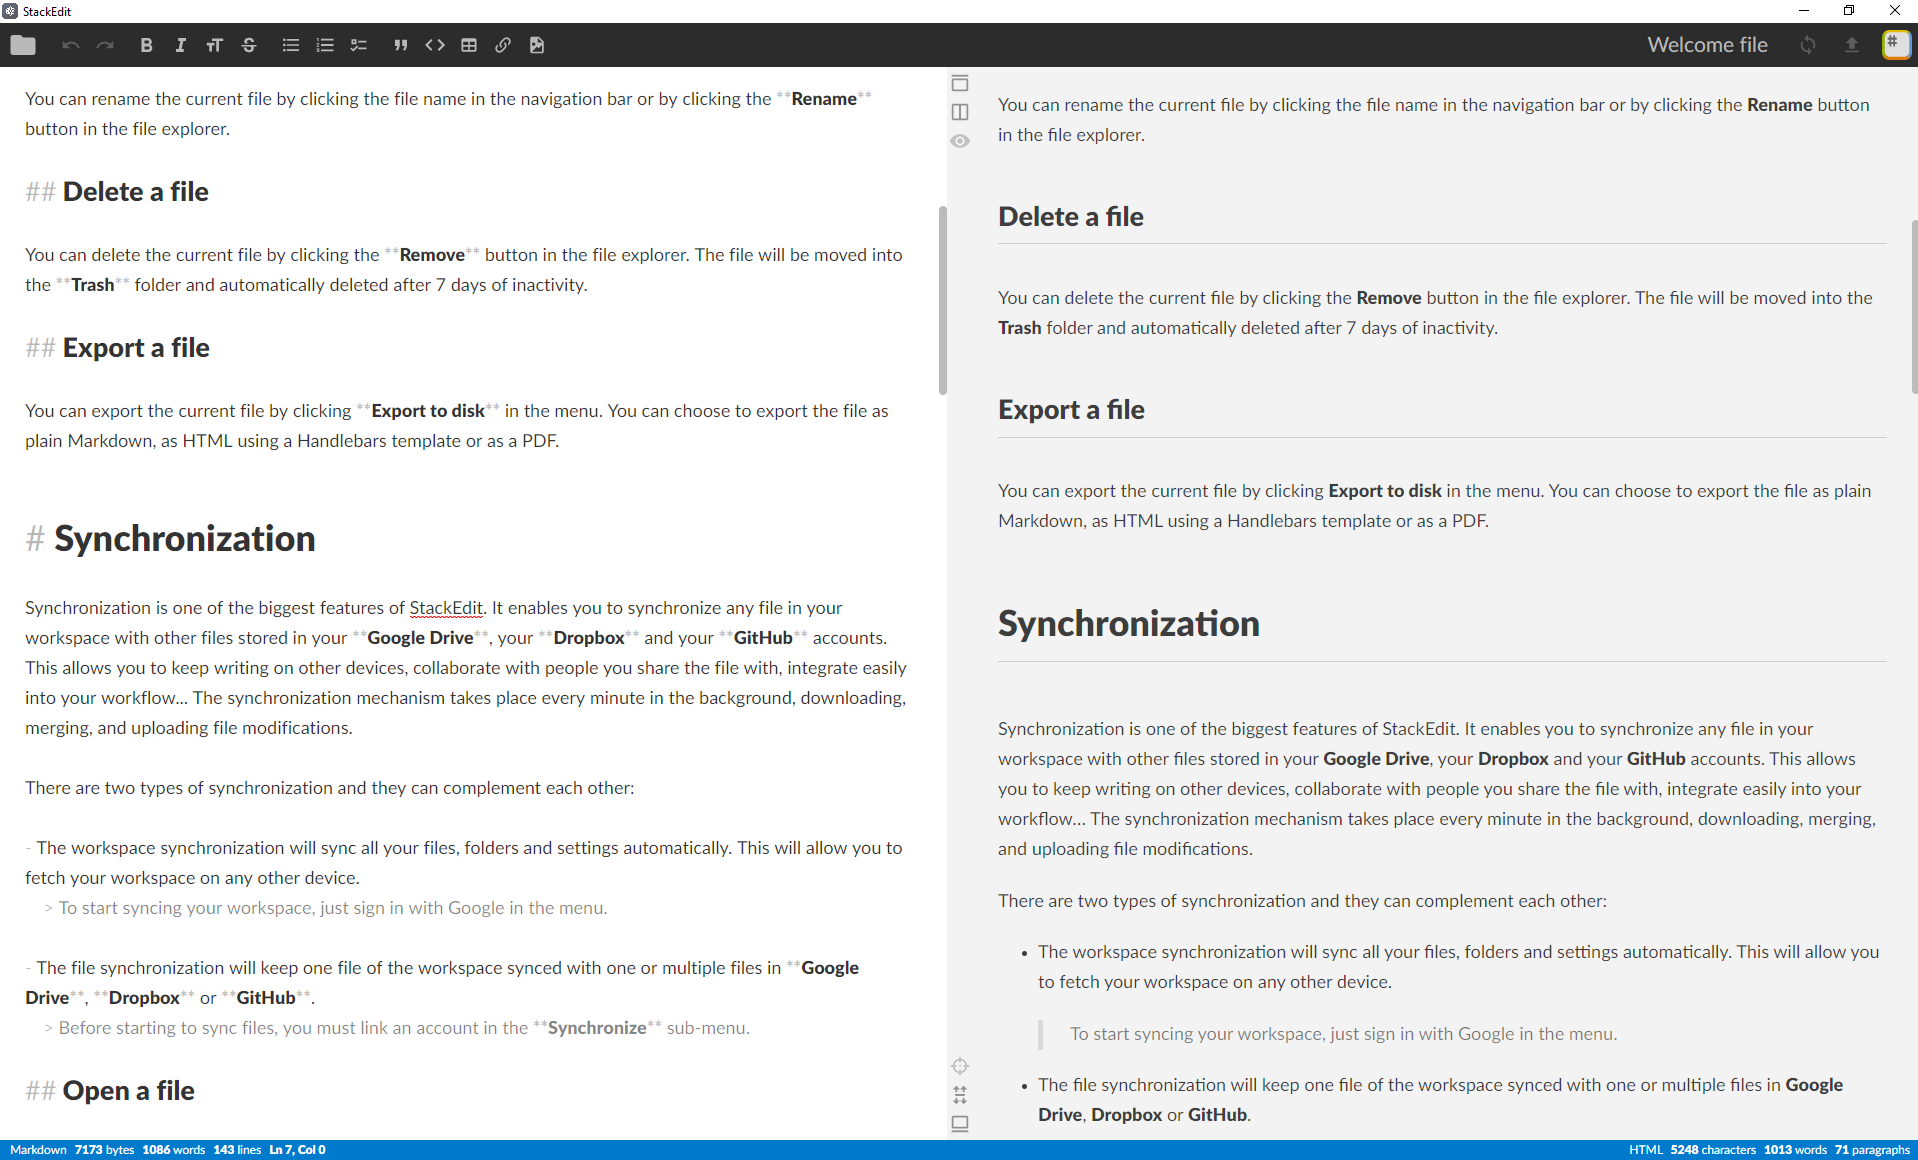 StackEdit
Welcome file
You can rename the current file by clicking the file name in the navigation bar or by clicking the **Rename**
button in the file explorer.
## Delete a file
You can delete the current file by clicking the **Remove** button in the file explorer. The file will be moved into
the **Trash** folder and automatically deleted after 7 days of inactivity.
## Export a file
You can export the current file by clicking **Export to disk** in the menu. You can choose to export the file as
plain Markdown, as HTML using a Handlebars template or as a PDF.
# Synchronization
Synchronization is one of the biggest features of StackEdit. It enables you to synchronize any file in your
workspace with other files stored in your **Google Drive**, your **Dropbox** and your **GitHub** accounts.
This allows you to keep writing on other devices, collaborate with people you share the file with, integrate easily
into your workflow... The synchronization mechanism takes place every minute in the background, downloading,
merging, and uploading file modifications.
There are two types of synchronization and they can complement each other:
- The workspace synchronization will sync all your files, folders and settings automatically. This will allow you to
fetch your workspace on any other device.
> To start syncing your workspace, just sign in with Google in the menu.
- The file synchronization will keep one file of the workspace synced with one or multiple files in **Google
Drive**, **Dropbox** or **GitHub**.
> Before starting to sync files, you must link an account in the **Synchronize** sub-menu.
## Open a file
You can rename the current file by clicking the file name in the navigation bar or by clicking the Rename button
in the file explorer.
Delete a file
You can delete the current file by clicking the Remove button in the file explorer. The file will be moved into the
Trash folder and automatically deleted after 7 days of inactivity.
Export a file
You can export the current file by clicking Export to disk in the menu. You can choose to export the file as plain
Markdown, as HTML using a Handlebars template or as a PDF.
Synchronization
Synchronization is one of the biggest features of StackEdit. It enables you to synchronize any file in your
workspace with other files stored in your Google Drive, your Dropbox and your GitHub accounts. This allows
you to keep writing on other devices, collaborate with people you share the file with, integrate easily into your
workflow... The synchronization mechanism takes place every minute in the background, downloading, merging,
and uploading file modifications.
There are two types of synchronization and they can complement each other:
• The workspace synchronization will sync all your files, folders and settings automatically. This will allow you
to fetch your workspace on any other device.
To start syncing your workspace, just sign in with Google in the menu.
• The file synchronization will keep one file of the workspace synced with one or multiple files in Google
Drive, Dropbox or GitHub.
Markdown 7173 bytes 1086 words 143 lines Ln 7, Col 0
HTML 5248 characters 1013 words 71 paragraphs